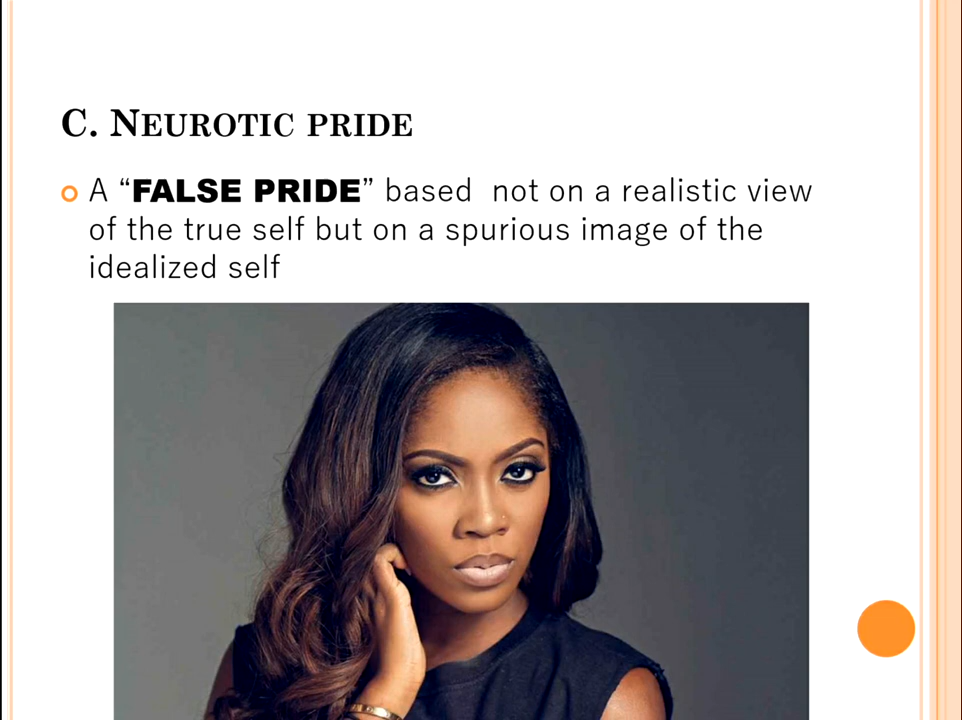 C. NEUROTIC PRIDE
A “FALSE PRIDE” based not on a realistic view
of the true self but on a spurious image of the
idealized self